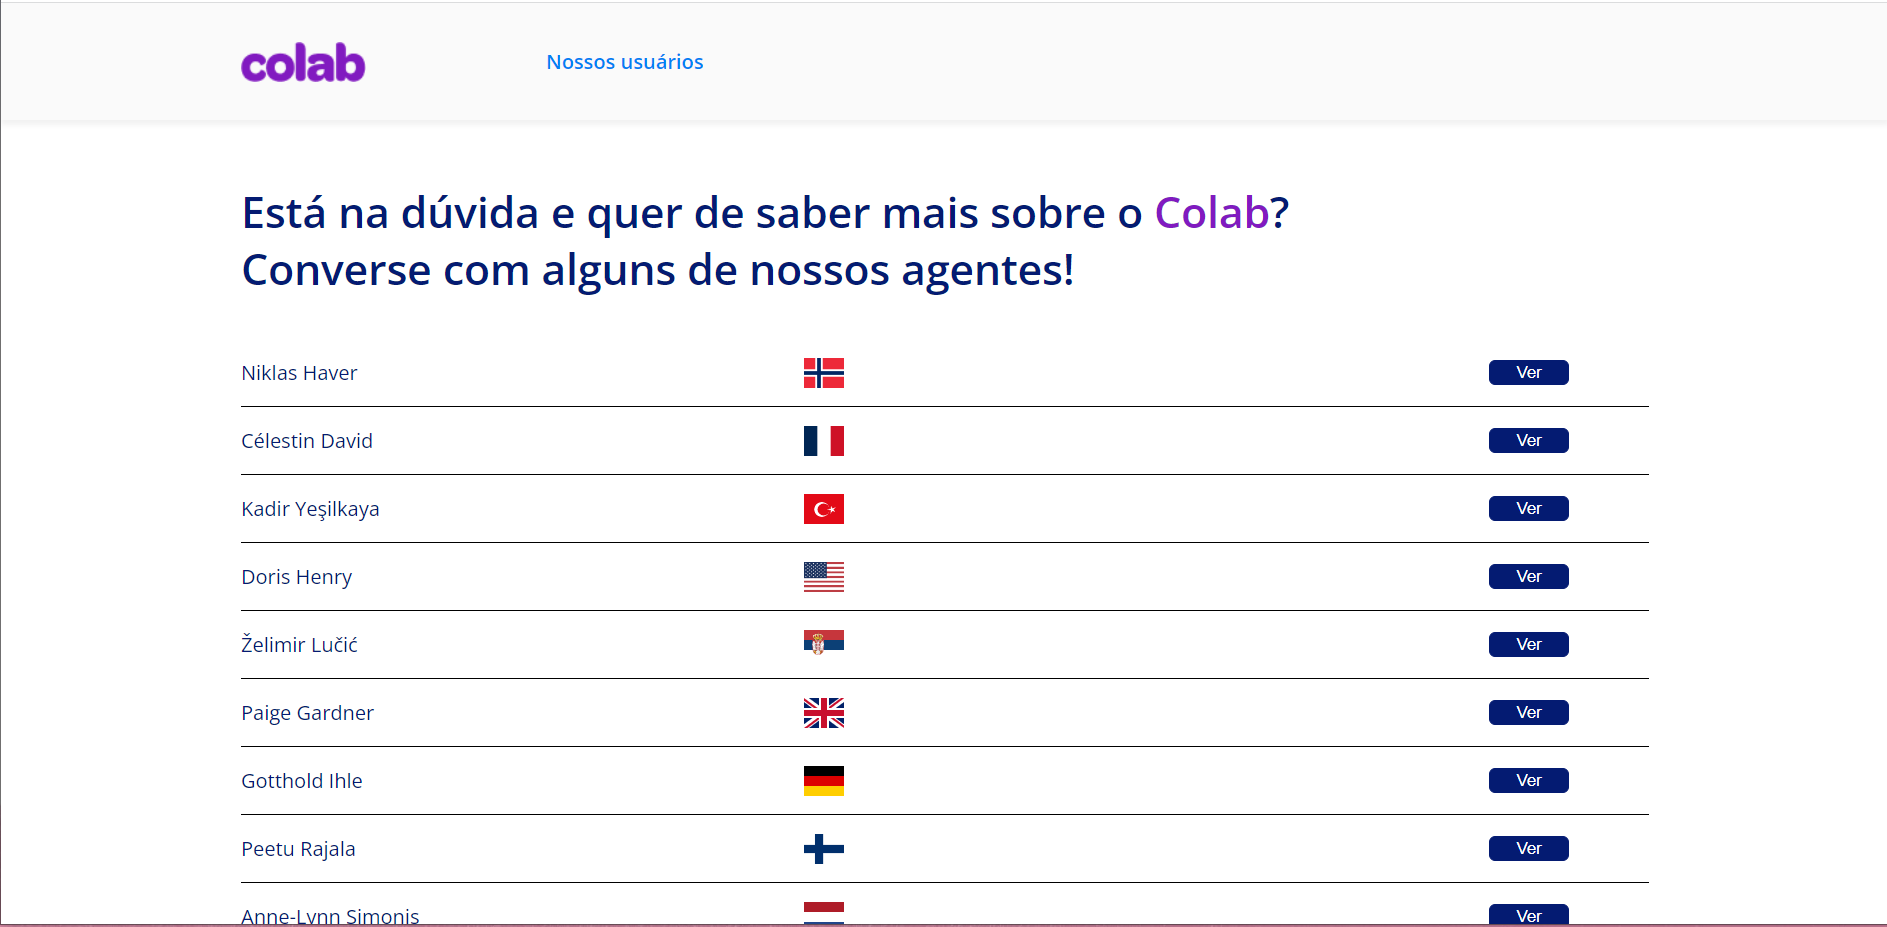 colab
Nossos usuários
Está na dúvida e quer de saber mais sobre o Colab?
Converse com alguns de nossos agentes!
Niklas Haver Ver
Célestin David Ver
Kadir Yeşilkaya Ver
Doris Henry Ver
Želimir Lučić Ver
Paige Gardner Ver
Gotthold Ihle Ver
Peetu Rajala Ver
Anne-Lynn Simonis Ver